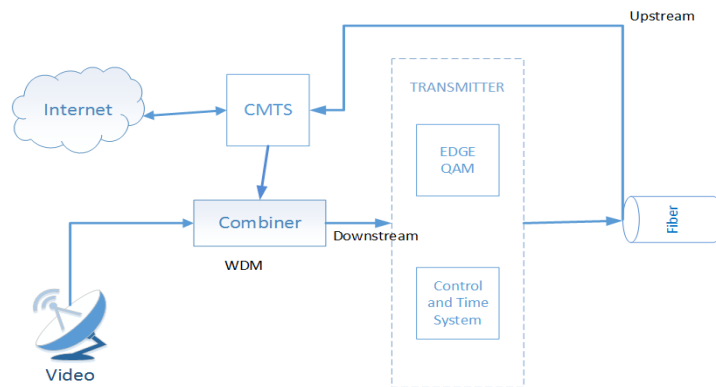 Upstream
TRANSMITTER
Internet
CMTS
EDGE
QAM
Combiner
Downstream
Fiber
WDM
Control
and Time
System
Video